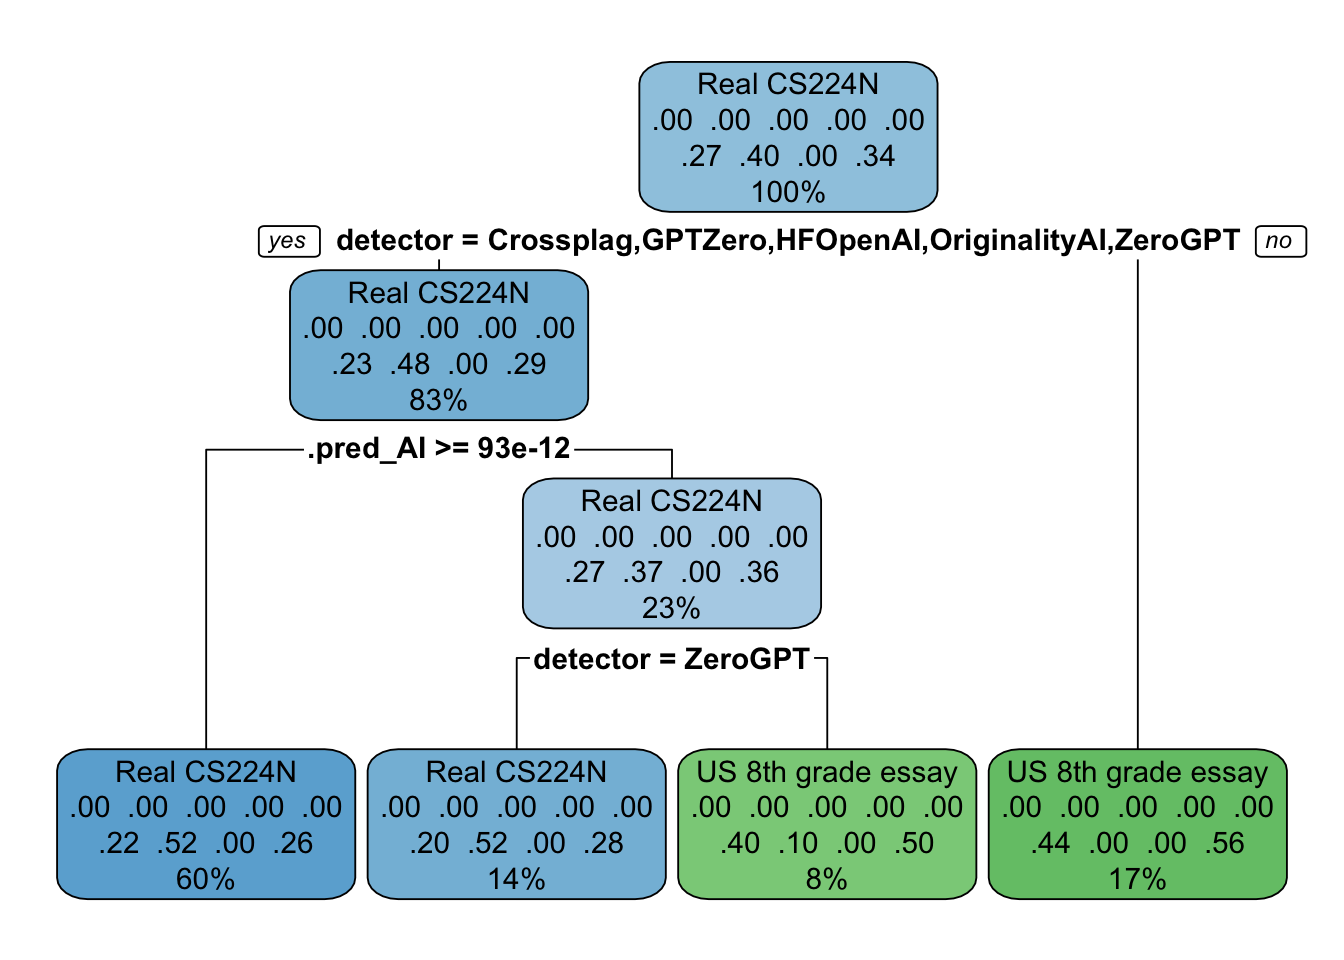 Real CS224N
.00 .00 .00 .00 .00
.27 .40 .00 .34
100%
yes detector = Crossplag,GPTZero,HFOpenAI,OriginalityAI,ZeroGPT no
Real CS224N
.00 .00 .00 .00 .00
.23 .48 .00 .29
83%
.pred_AI >= 93e-12
Real CS224N
.00 .00 .00 .00 .00
.27 .37 .00 .36
23%
detector = ZeroGPT
Real CS224N
.00 .00 .00 .00 .00
.22 .52 .00 .26
60%
Real CS224N
.00 .00 .00 .00 .00
.20 .52 .00 .28
14%
US 8th grade essay
.00 .00 .00 .00 .00
.40 .10 .00 .50
8%
US 8th grade essay
.00 .00 .00 .00 .00
.44 .00 .00 .56
17%